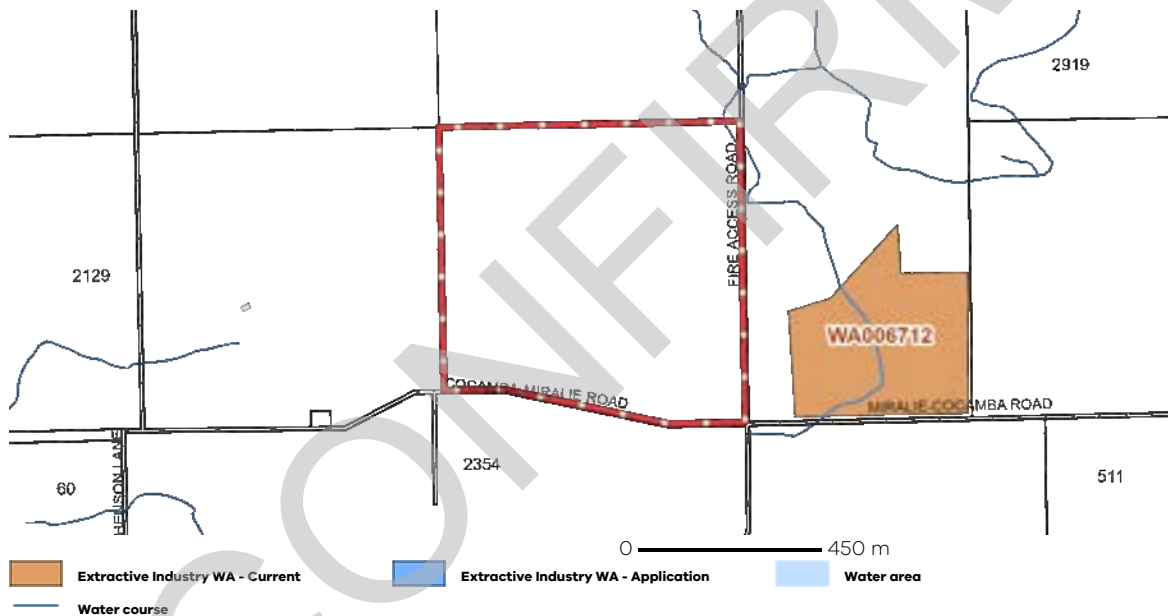 2919
FIRE ACCESS ROAD
2129
WA006712
COCAMBA MIRALIE ROAD
MIRALIE-COCAMBA ROAD
2354
60
HENSON LANE
511
0 450 m
Extractive Industry WA - Current
Extractive Industry WA - Application
Water area
Water course
CONFIRM